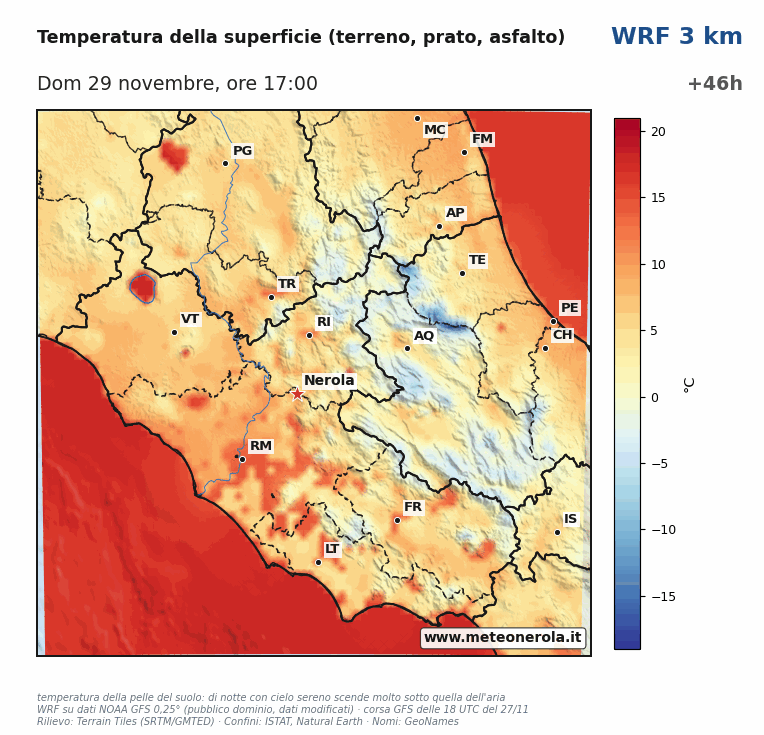 Temperatura della superficie (terreno, prato, asfalto)
WRF 3 km
Dom 29 novembre, ore 17:00
+46h
MC
FM
PG
AP
TE
TR
PE
VT
RI
AQ
CH
Nerola
RM
FR
IS
LT
www.meteonerola.it
20
15
10
5
0
−5
−10
−15
°C
temperatura della pelle del suolo: di notte con cielo sereno scende molto sotto quella dell'aria
WRF su dati NOAA GFS 0,25° (pubblico dominio, dati modificati) · corsa GFS delle 18 UTC del 27/11
Rilievo: Terrain Tiles (SRTM/GMTED) · Confini: ISTAT, Natural Earth · Nomi: GeoNames